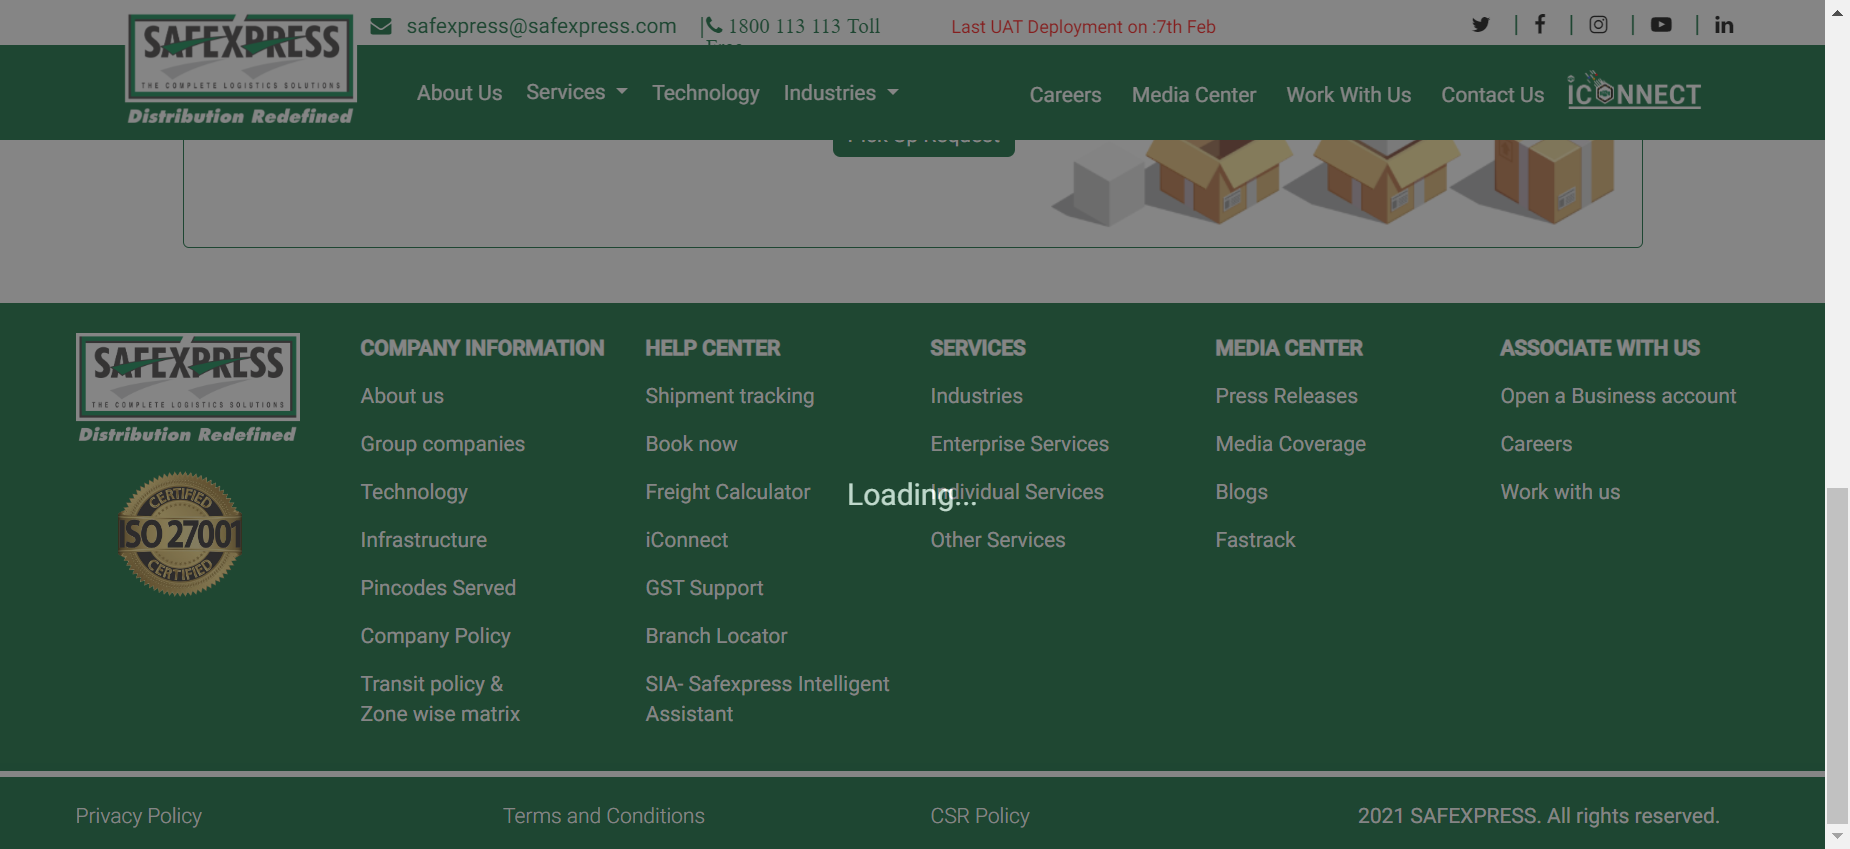 SAFEXPRESS
THE COMPLETE LOGISTICS SOLUTIONS
Distribution Redefined
safexpress@safexpress.com
| 1800 113 113 Toll
Free
Last UAT Deployment on :7th Feb
| | | |
About Us Services Technology Industries
Careers Media Center Work With Us Contact Us iCONNECT
Pick Up Request
SAFEXPRESS
THE COMPLETE LOGISTICS SOLUTIONS
Distribution Redefined
CERTIFIED
ISO 27001
CERTIFIED
COMPANY INFORMATION
About us
Group companies
Technology
Infrastructure
Pincodes Served
Company Policy
Transit policy &
Zone wise matrix
HELP CENTER
Shipment tracking
Book now
Freight Calculator
iConnect
GST Support
Branch Locator
SIA- Safexpress Intelligent
Assistant
Loading...
SERVICES
Industries
Enterprise Services
Individual Services
Other Services
MEDIA CENTER
Press Releases
Media Coverage
Blogs
Fastrack
ASSOCIATE WITH US
Open a Business account
Careers
Work with us
Privacy Policy
Terms and Conditions
CSR Policy
2021 SAFEXPRESS. All rights reserved.